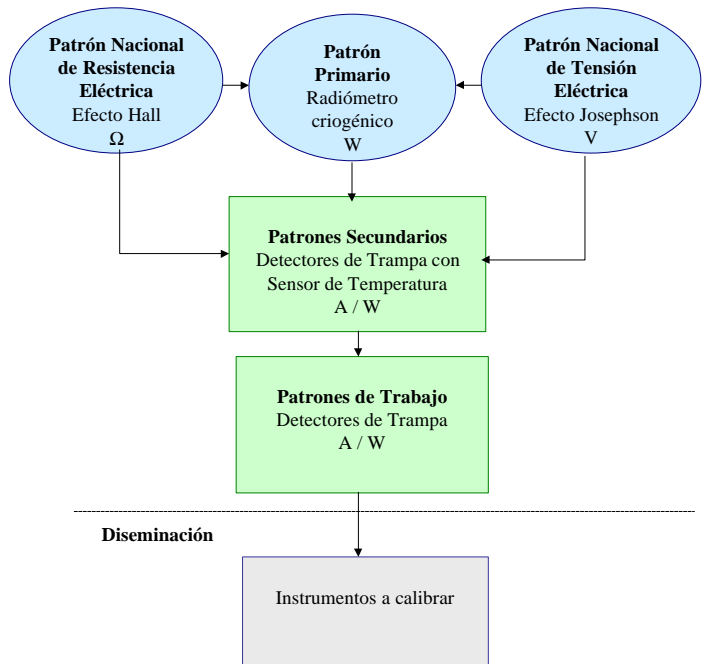 Patrón Nacional
de Resistencia
Eléctrica
Efecto Hall
Ω
Patrón
Primario
Radiómetro
criogénico
W
Patrón Nacional
de Tensión
Eléctrica
Efecto Josephson
V
Patrones Secundarios
Detectores de Trampa con
Sensor de Temperatura
A / W
Patrones de Trabajo
Detectores de Trampa
A / W
Diseminación
Instrumentos a calibrar